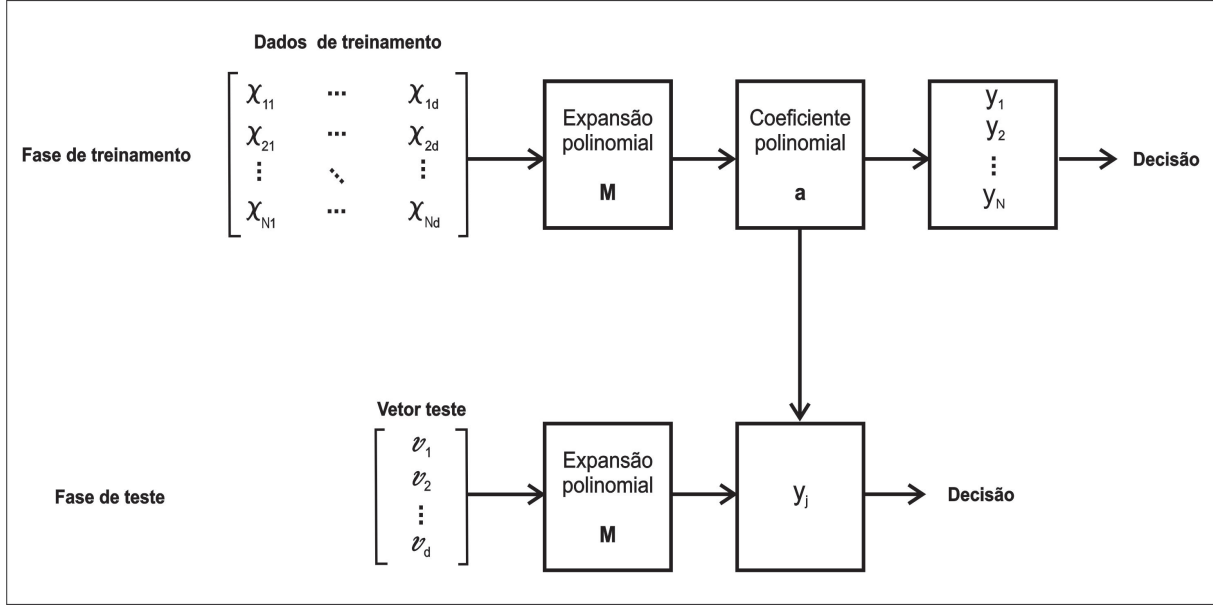 Dados de treinamento
χ11 ... χ1d
χ21 ... χ2d
⋮ ⋱ ⋮
χN1 ... χNd
Fase de treinamento
Expansão
polinomial
M
Coeficiente
polinomial
a
y1
y2
⋮
yN
Decisão
Vetor teste
v1
v2
⋮
vd
Fase de teste
Expansão
polinomial
M
yj
Decisão